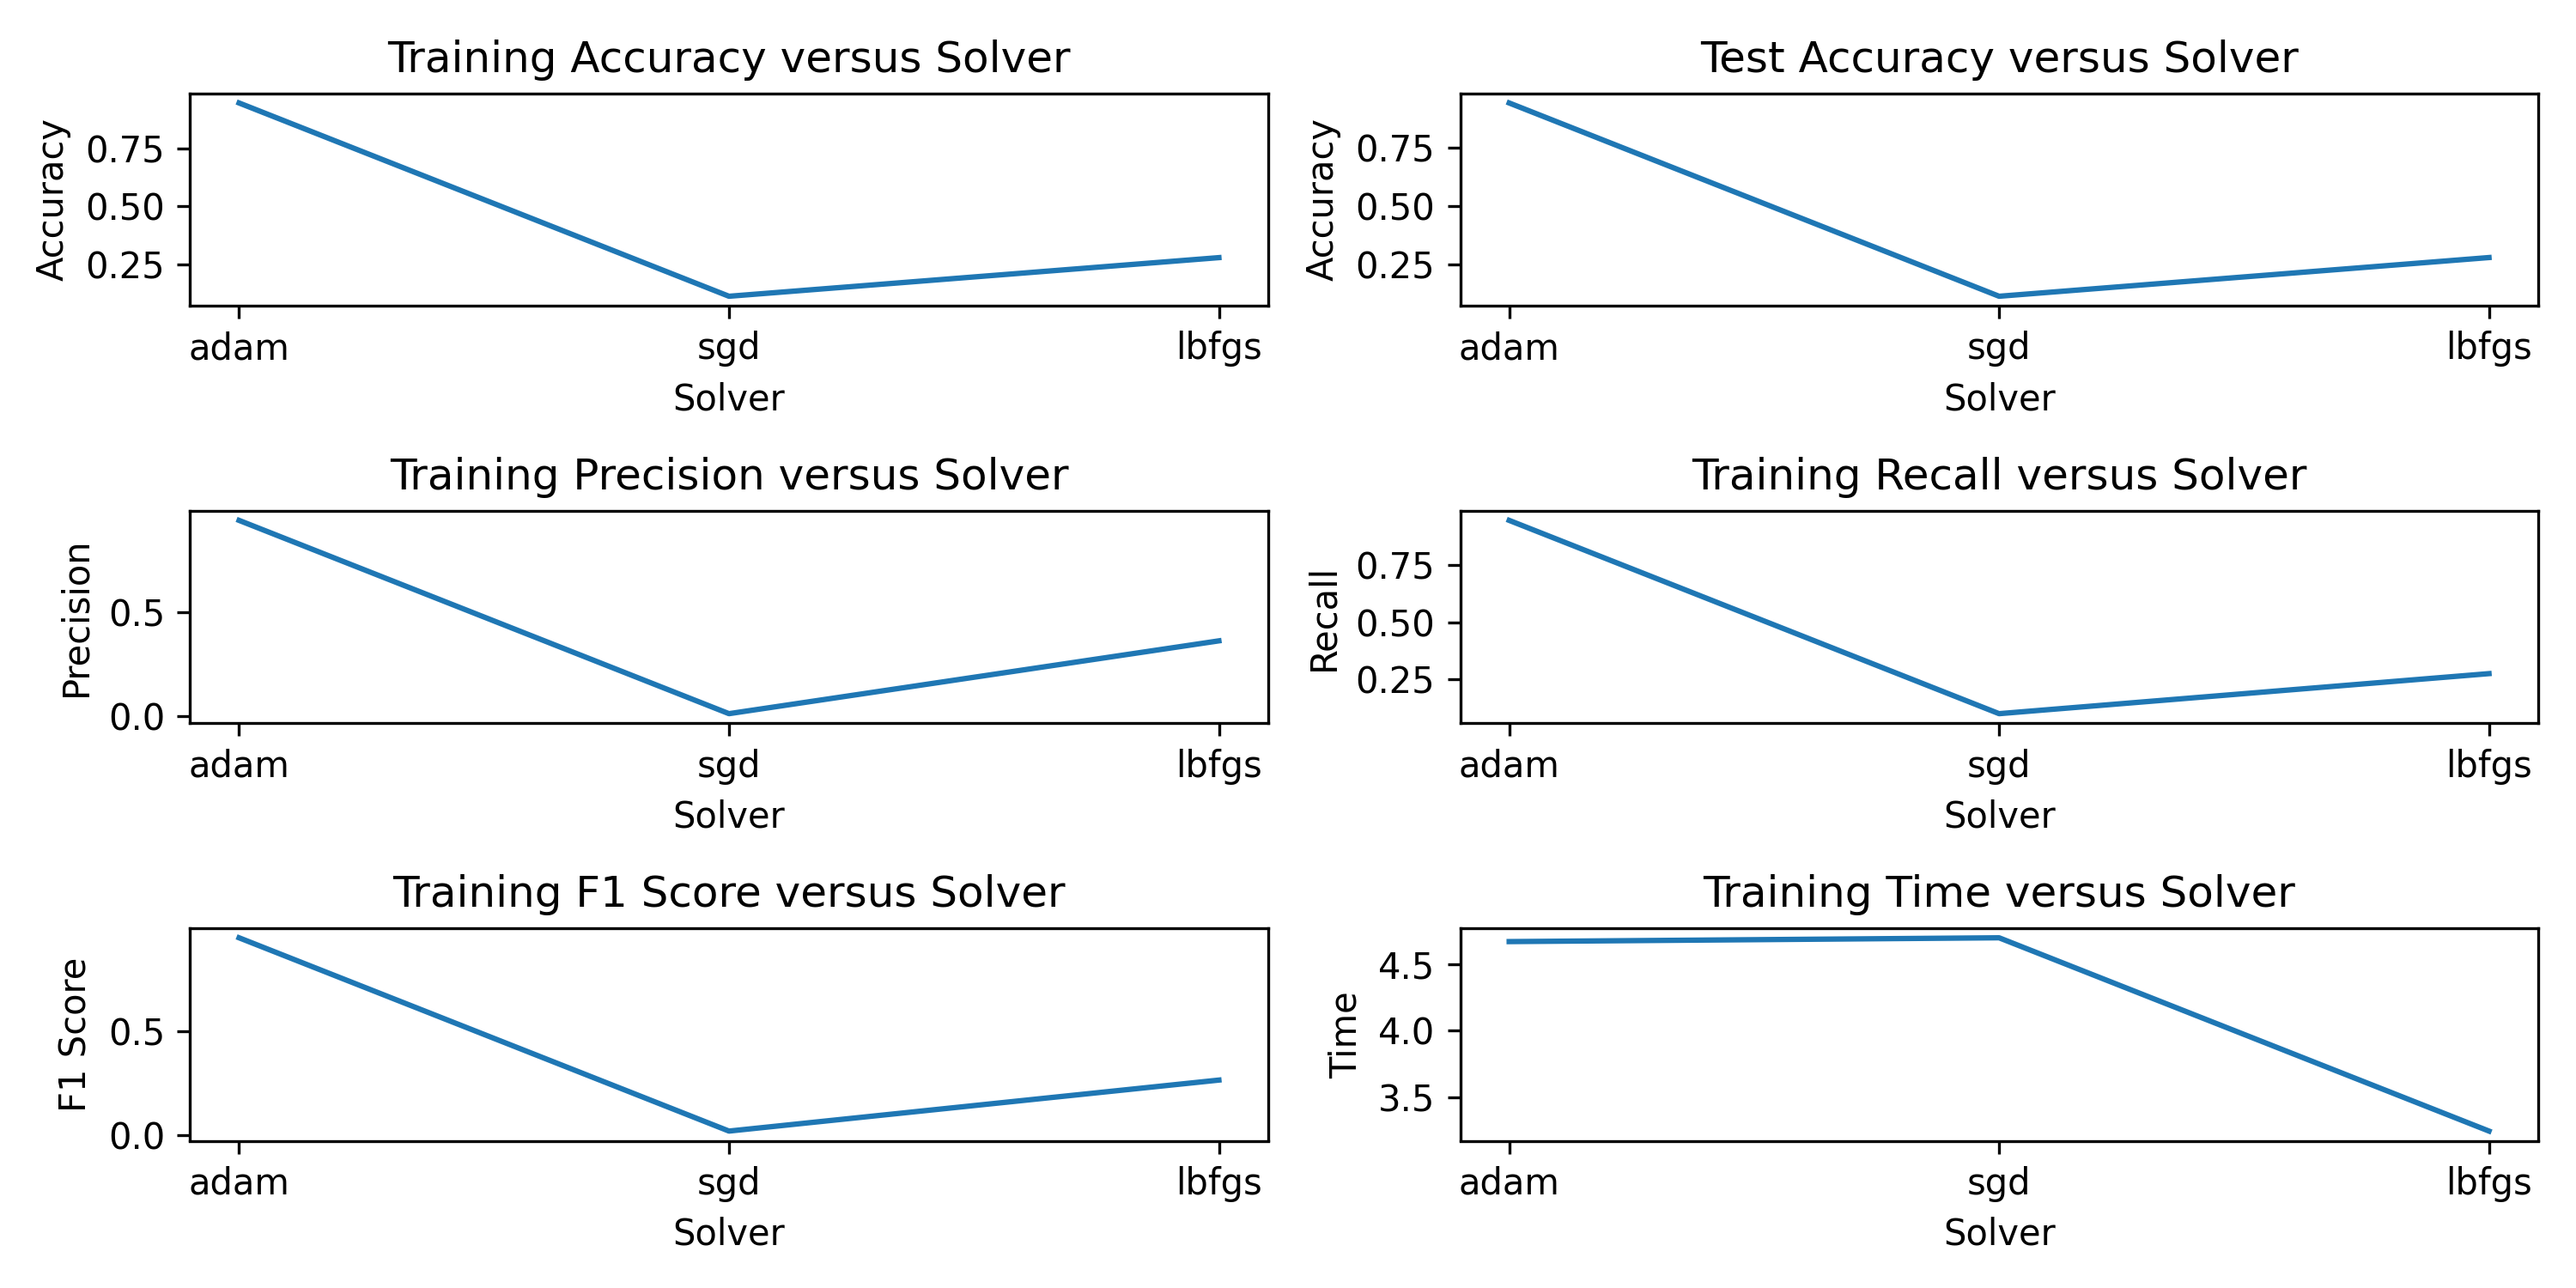 Training Accuracy versus Solver
Accuracy
0.75
0.50
0.25
adam sgd lbfgs
Solver
Test Accuracy versus Solver
Accuracy
0.75
0.50
0.25
adam sgd lbfgs
Solver
Training Precision versus Solver
Precision
0.5
0.0
adam sgd lbfgs
Solver
Training Recall versus Solver
Recall
0.75
0.50
0.25
adam sgd lbfgs
Solver
Training F1 Score versus Solver
F1 Score
0.5
0.0
adam sgd lbfgs
Solver
Training Time versus Solver
Time
4.5
4.0
3.5
adam sgd lbfgs
Solver